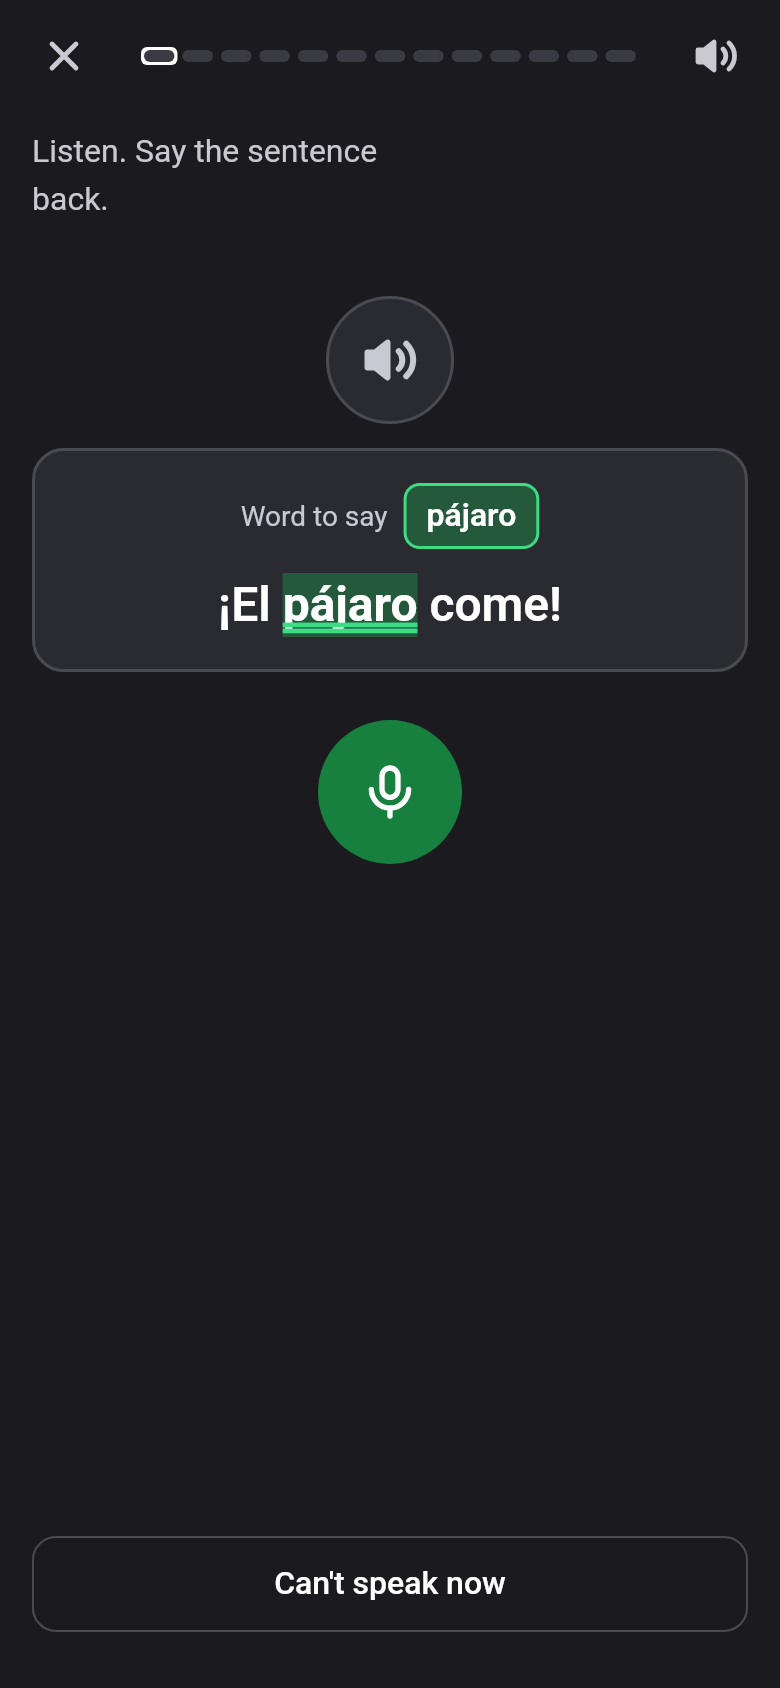 Listen. Say the sentence
back.
Word to say pájaro
¡El pájaro come!
Can't speak now